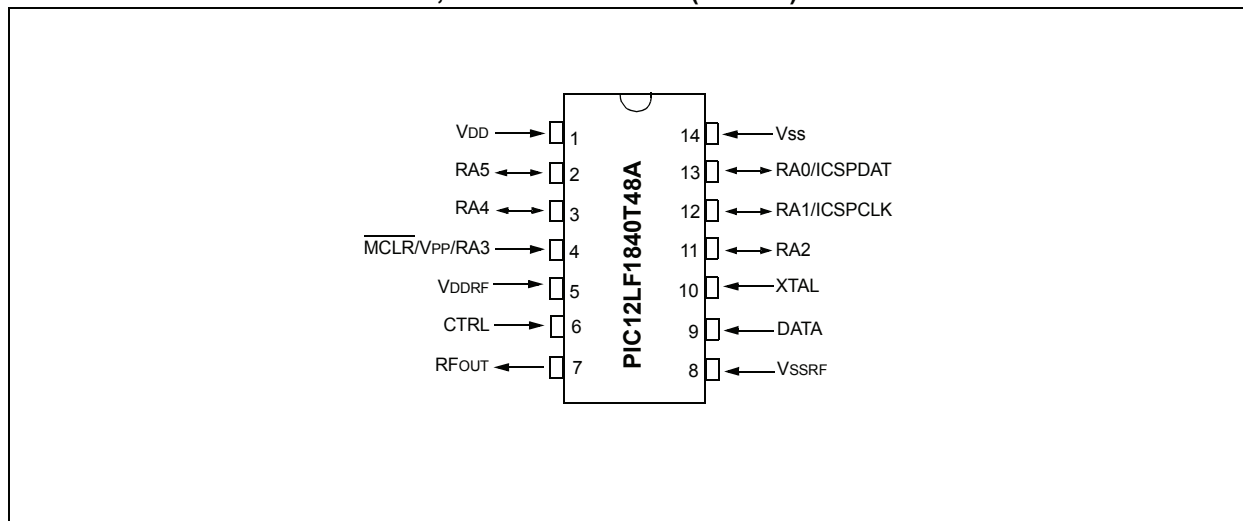 VDD 1 14 Vss
RA5 2 13 RA0/ICSPDAT
RA4 3 12 RA1/ICSPCLK
MCLR/VPP/RA3 4 11 RA2
VDDRF 5 10 XTAL
CTRL 6 9 DATA
RFOUT 7 8 VSSRF
PIC12LF1840T48A